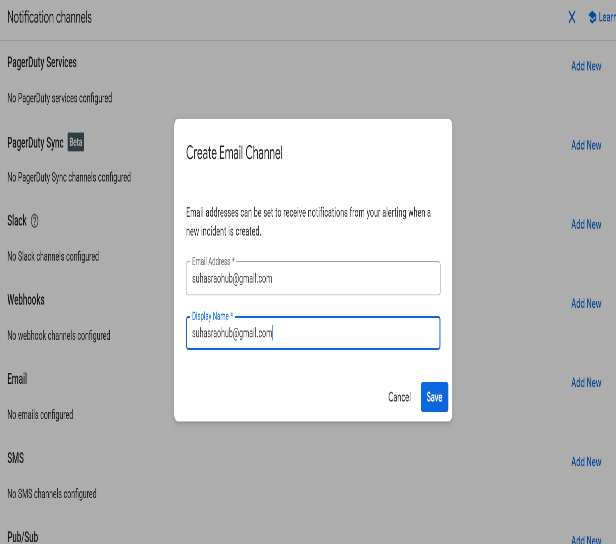 Notification channels
Learn
PagerDuty Services
Add New
No PagerDuty services configured
PagerDuty Sync Beta
Add New
No PagerDuty Sync channels configured
Slack
Add New
No Slack channels configured
Webhooks
Add New
No webhook channels configured
Email
Add New
No emails configured
SMS
Add New
No SMS channels configured
Pub/Sub
Add New
Create Email Channel
Email addresses can be set to receive notifications from your alerting when a
new incident is created.
Email Address *
suhasraohub@gmail.com
Display Name *
suhasraohub@gmail.com
Cancel
Save